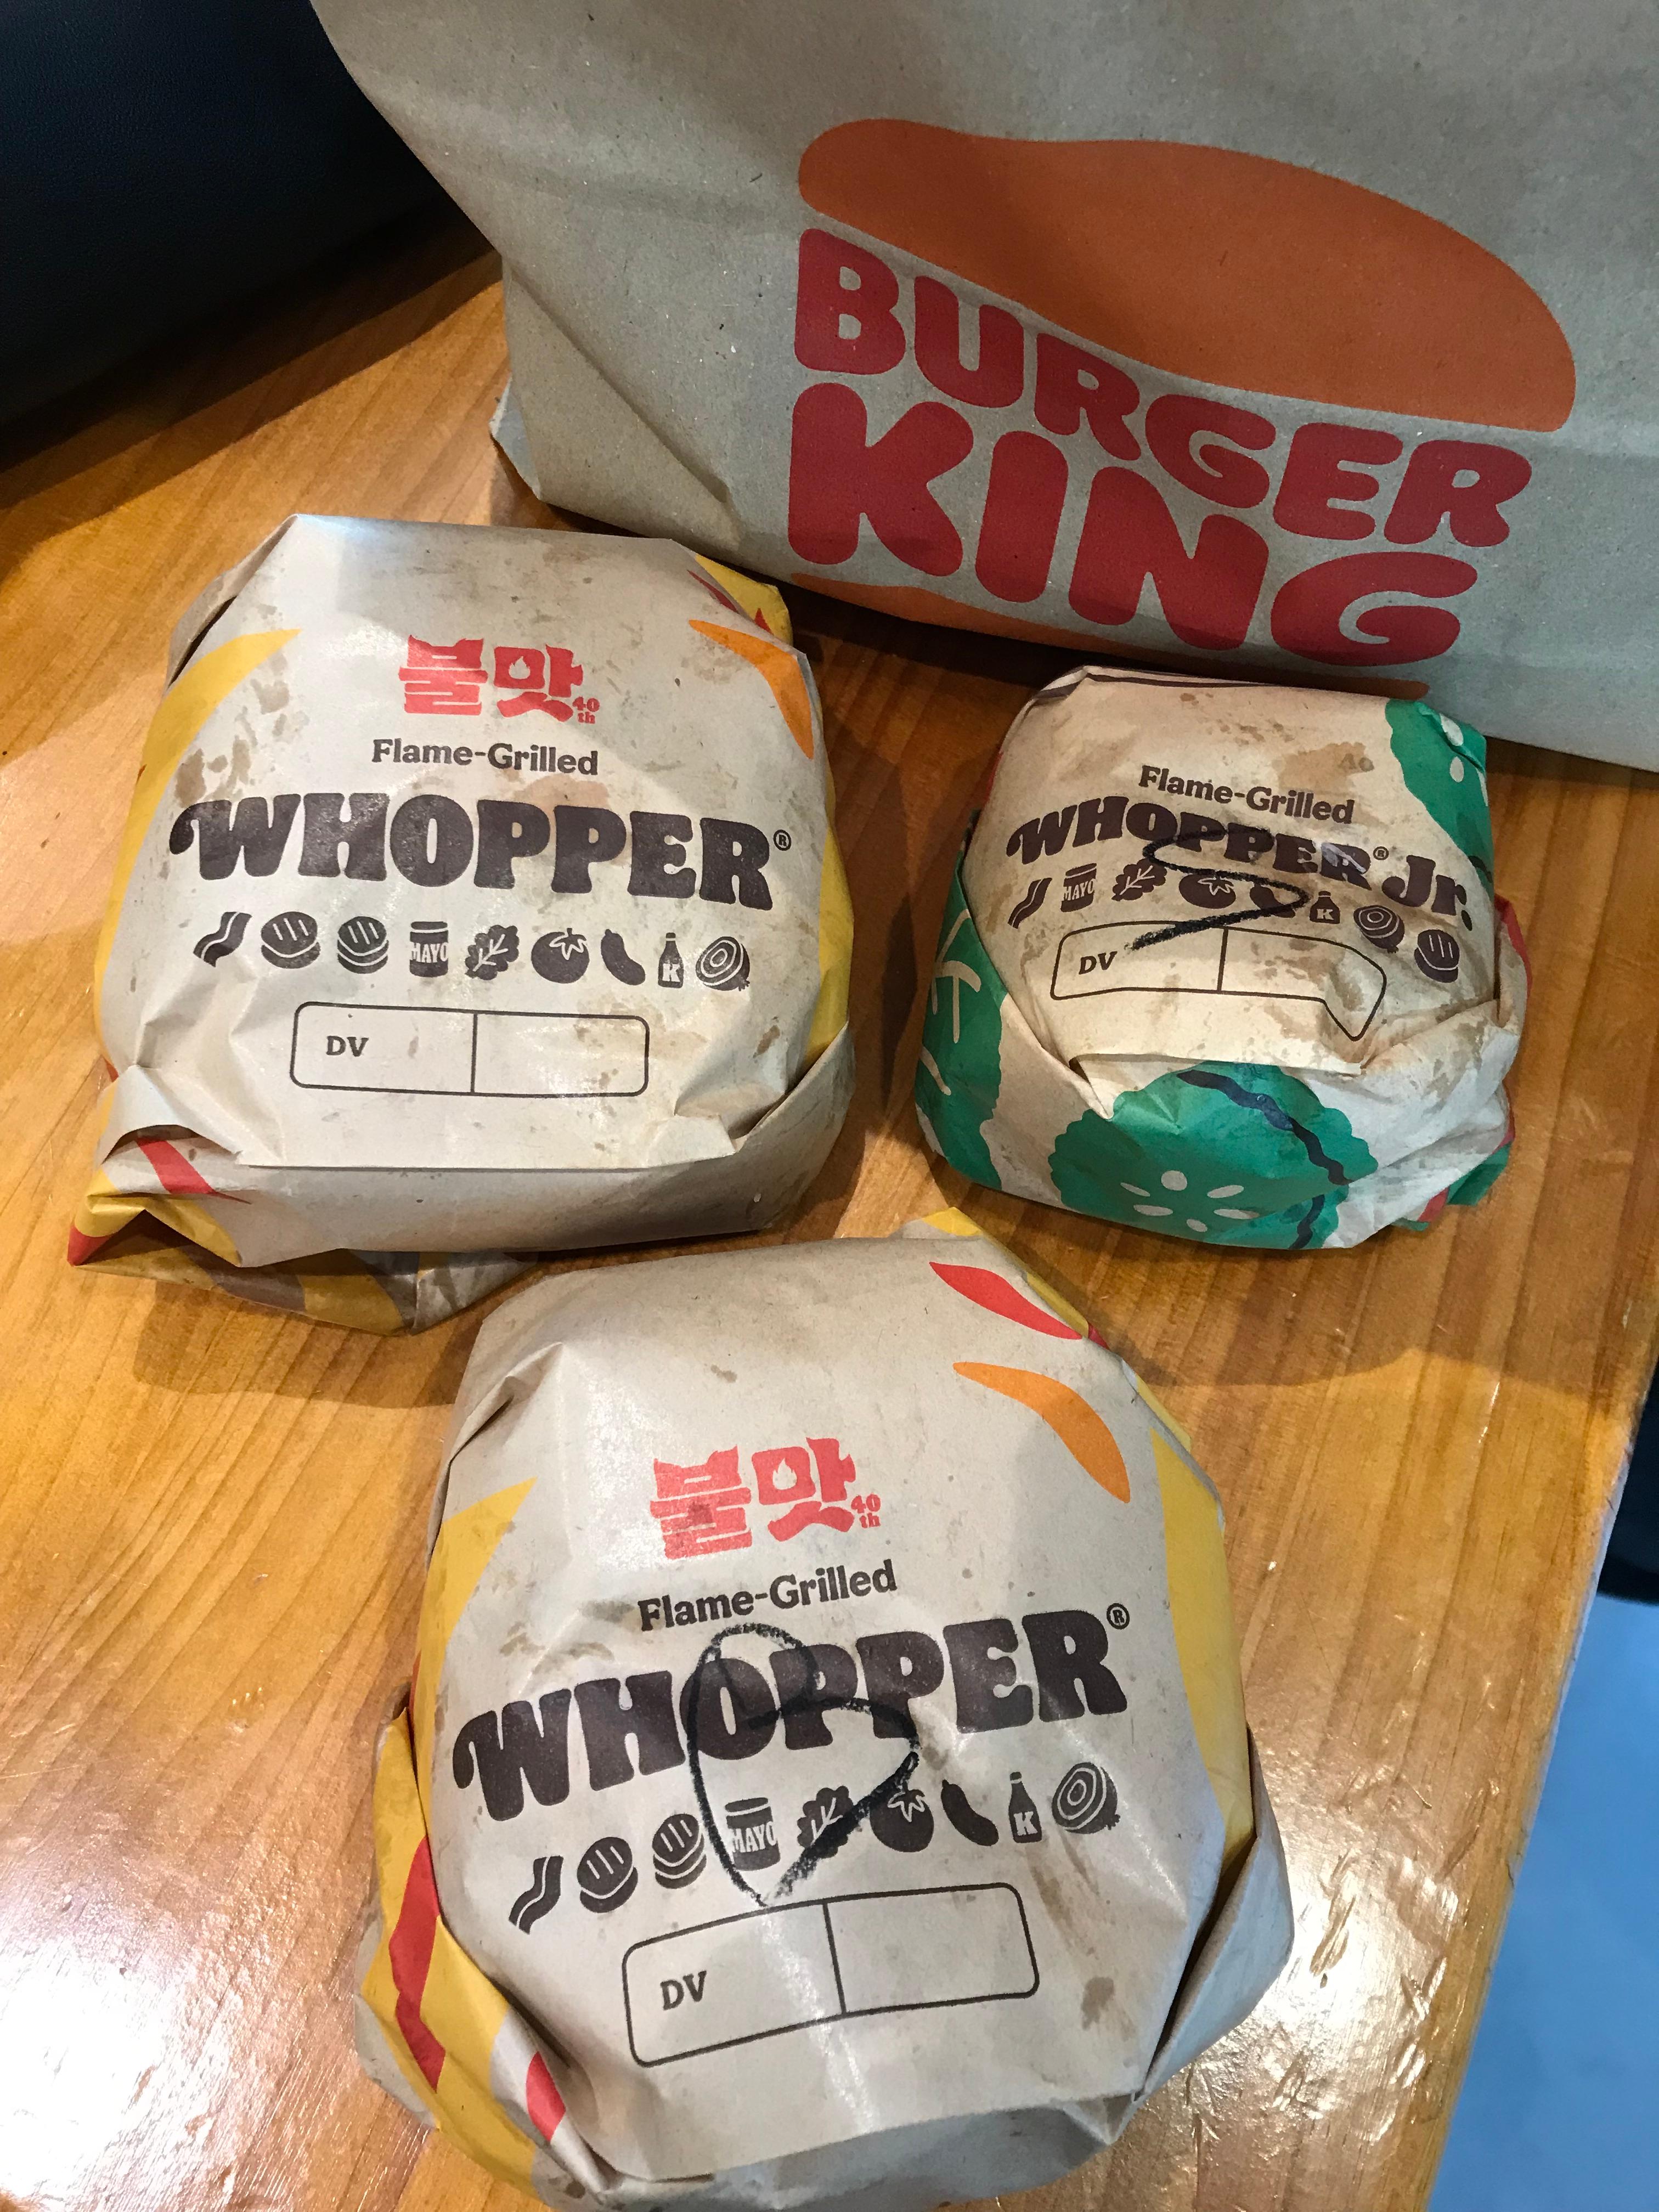 BURGER
KING
불맛 40th
Flame-Grilled
WHOPPER®
MAYO
K
DV
Flame-Grilled
WHOPPER® Jr.
MAYO
K
DV
불맛 40th
Flame-Grilled
WHOPPER®
MAYO
K
DV